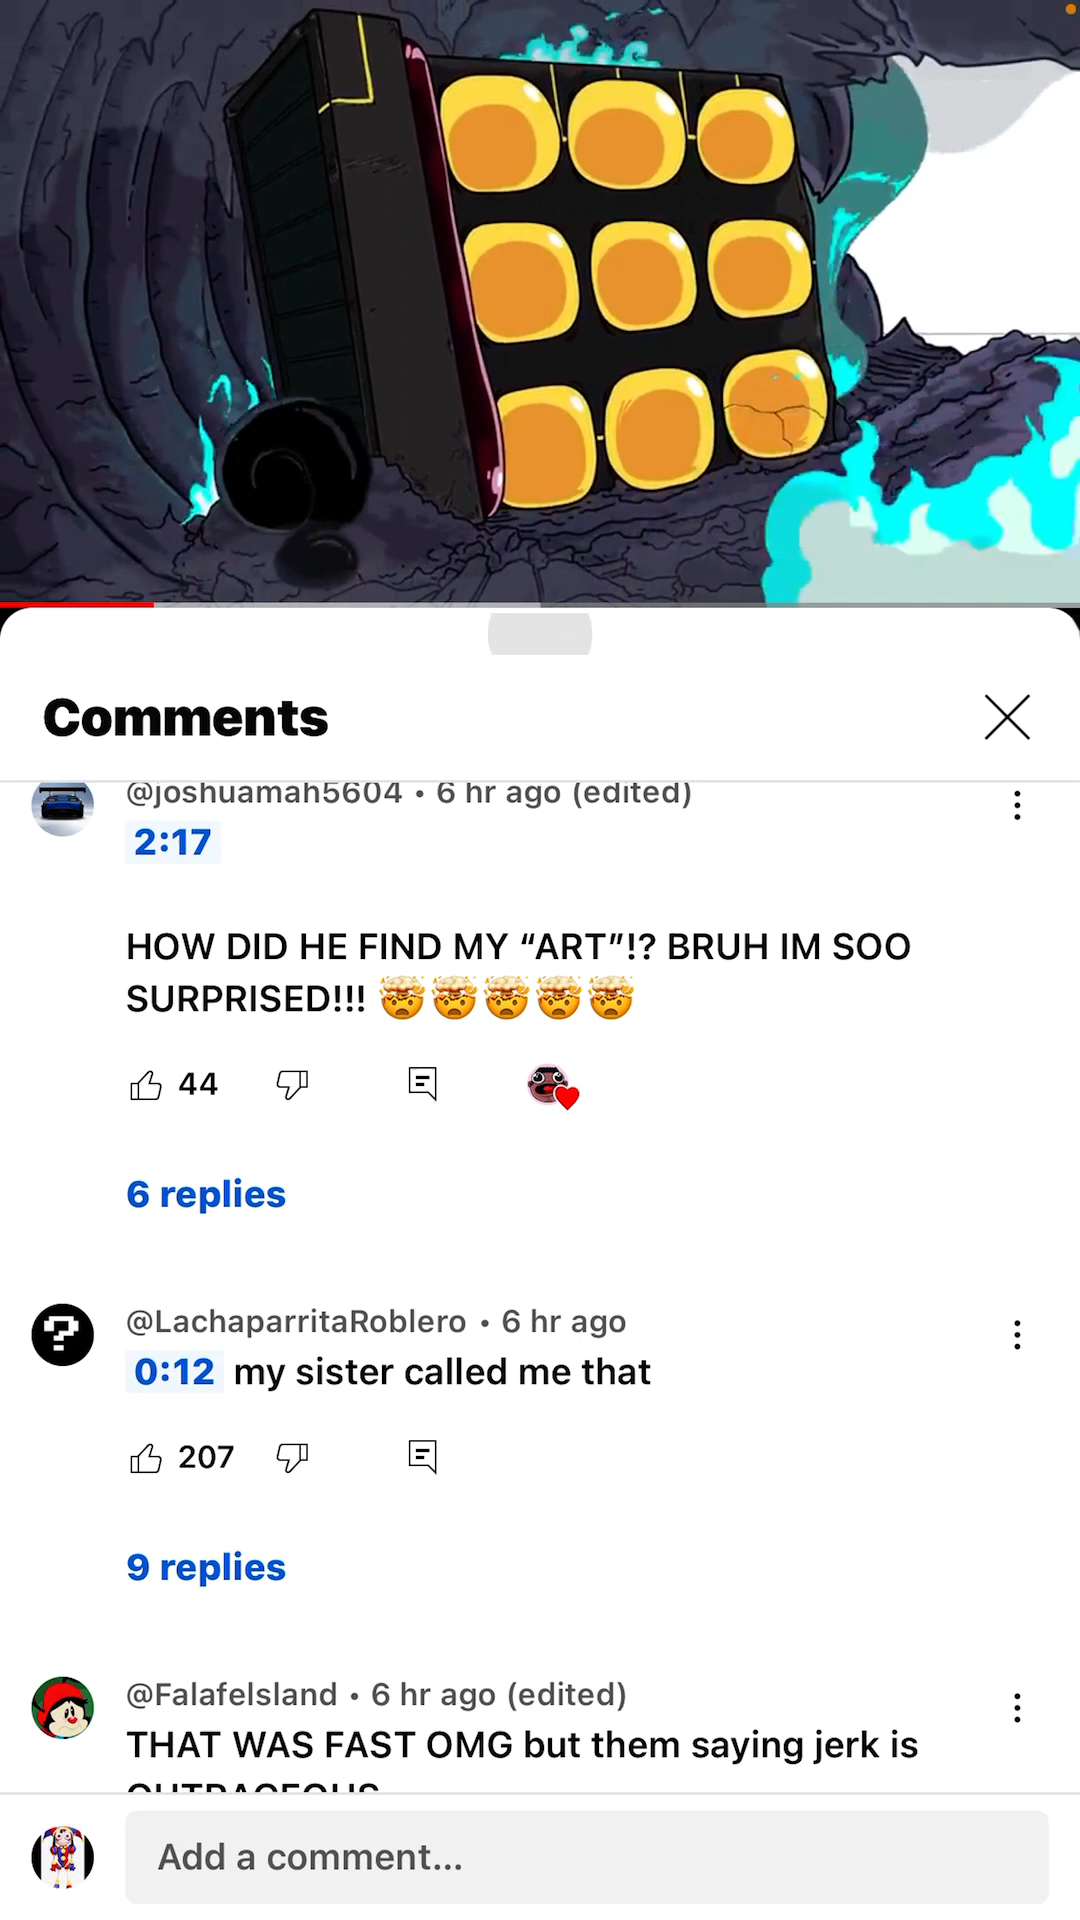 Comments
@joshuamah5604 • 6 hr ago (edited)
2:17
HOW DID HE FIND MY “ART”!? BRUH IM SOO
SURPRISED!!! 🤯🤯🤯🤯🤯
44
6 replies
@LachaparritaRoblero • 6 hr ago
0:12 my sister called me that
207
9 replies
@FalafelsIand • 6 hr ago (edited)
THAT WAS FAST OMG but them saying jerk is
OUTRAGEOUS
Add a comment...